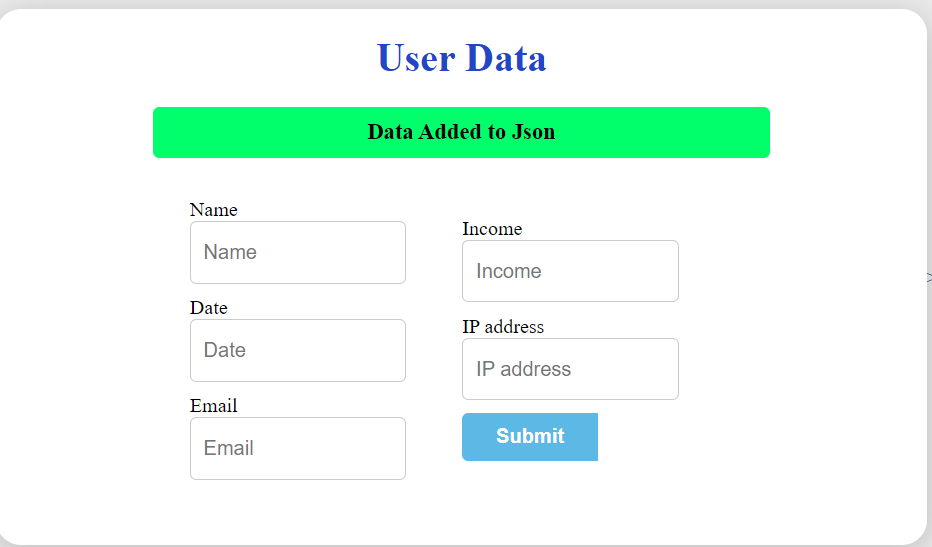 User Data
Data Added to Json
Name
Name
Date
Date
Email
Email
Income
Income
IP address
IP address
Submit